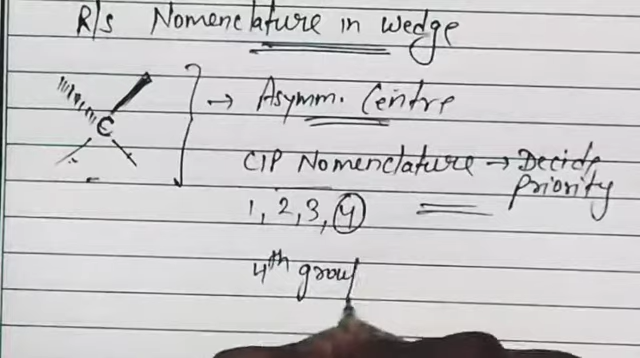 R/s Nomenclature in wedge
C
→ Asymm. Centre
CIP Nomenclature → Decide
priority
1, 2, 3, 4
4th group